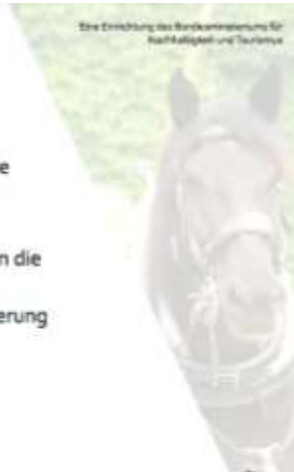 Eine Einrichtung des Bundesministeriums für
Nachhaltigkeit und Tourismus
e
n die
erung